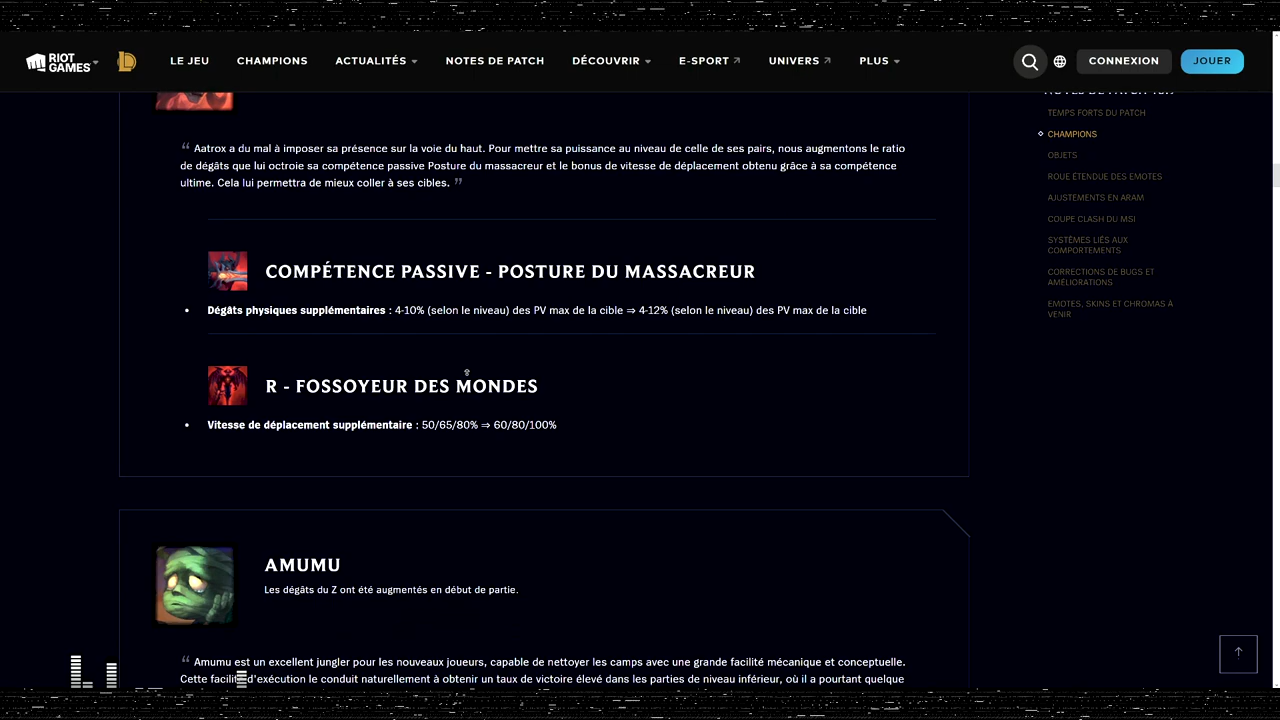 RIOT GAMES
LE JEU
CHAMPIONS
ACTUALITÉS
NOTES DE PATCH
DÉCOUVRIR
E-SPORT
UNIVERS
PLUS
CONNEXION
JOUER
“ Aatrox a du mal à imposer sa présence sur la voie du haut. Pour mettre sa puissance au niveau de celle de ses pairs, nous augmentons le ratio
de dégâts que lui octroie sa compétence passive Posture du massacreur et le bonus de vitesse de déplacement obtenu grâce à sa compétence
ultime. Cela lui permettra de mieux coller à ses cibles. ”
COMPÉTENCE PASSIVE - POSTURE DU MASSACREUR
• Dégâts physiques supplémentaires : 4-10% (selon le niveau) des PV max de la cible ⇒ 4-12% (selon le niveau) des PV max de la cible
R - FOSSOYEUR DES MONDES
• Vitesse de déplacement supplémentaire : 50/65/80% ⇒ 60/80/100%
AMUMU
Les dégâts du Z ont été augmentés en début de partie.
“ Amumu est un excellent jungler pour les nouveaux joueurs, capable de nettoyer les camps avec une grande facilité mécanique et conceptuelle.
Cette facilité d'exécution le conduit naturellement à obtenir un taux de victoire élevé dans les parties de niveau inférieur, où il a pourtant quelque
TEMPS FORTS DU PATCH
CHAMPIONS
OBJETS
ROUE ÉTENDUE DES EMOTES
AJUSTEMENTS EN ARAM
COUPE CLASH DU MSI
SYSTÈMES LIÉS AUX
COMPORTEMENTS
CORRECTIONS DE BUGS ET
AMÉLIORATIONS
EMOTES, SKINS ET CHROMAS À
VENIR